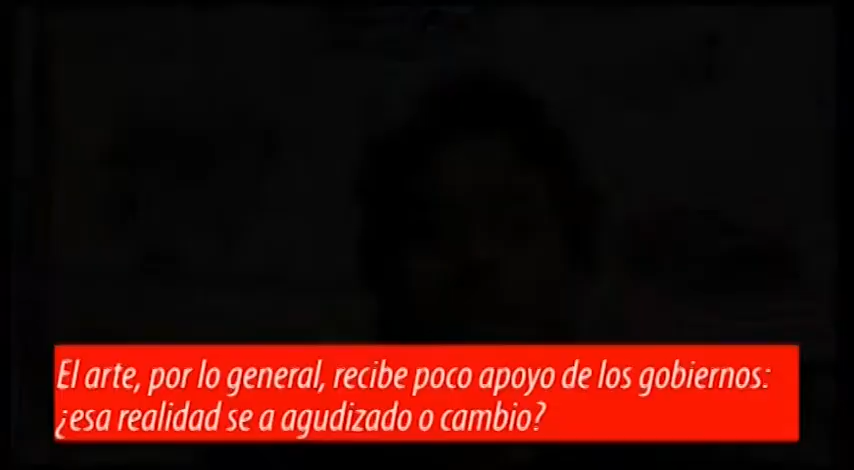 El arte, por lo general, recibe poco apoyo de los gobiernos:
¿esa realidad se a agudizado o cambio?